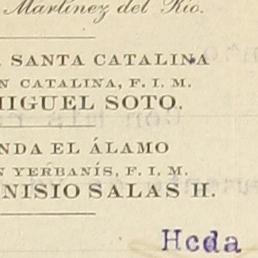 Martínez del Río.
SANTA CATALINA
N CATALINA, F. I. M.
MIGUEL SOTO.
NDA EL ÁLAMO
N YERBANÍS, F. I. M.
NISIO SALAS H.
Hcda